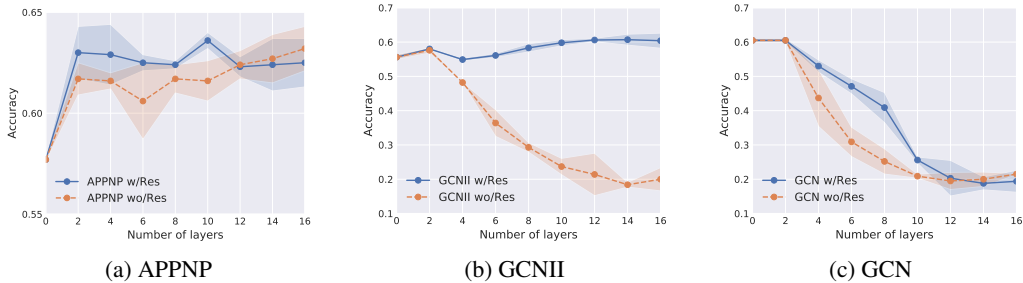 0.65
0.60
0.55
Accuracy
APPNP w/Res
APPNP wo/Res
0 2 4 6 8 10 12 14 16
Number of layers
(a) APPNP
0.7
0.6
0.5
0.4
0.3
0.2
0.1
Accuracy
GCNII w/Res
GCNII wo/Res
0 2 4 6 8 10 12 14 16
Number of layers
(b) GCNII
0.7
0.6
0.5
0.4
0.3
0.2
0.1
Accuracy
GCN w/Res
GCN wo/Res
0 2 4 6 8 10 12 14 16
Number of layers
(c) GCN